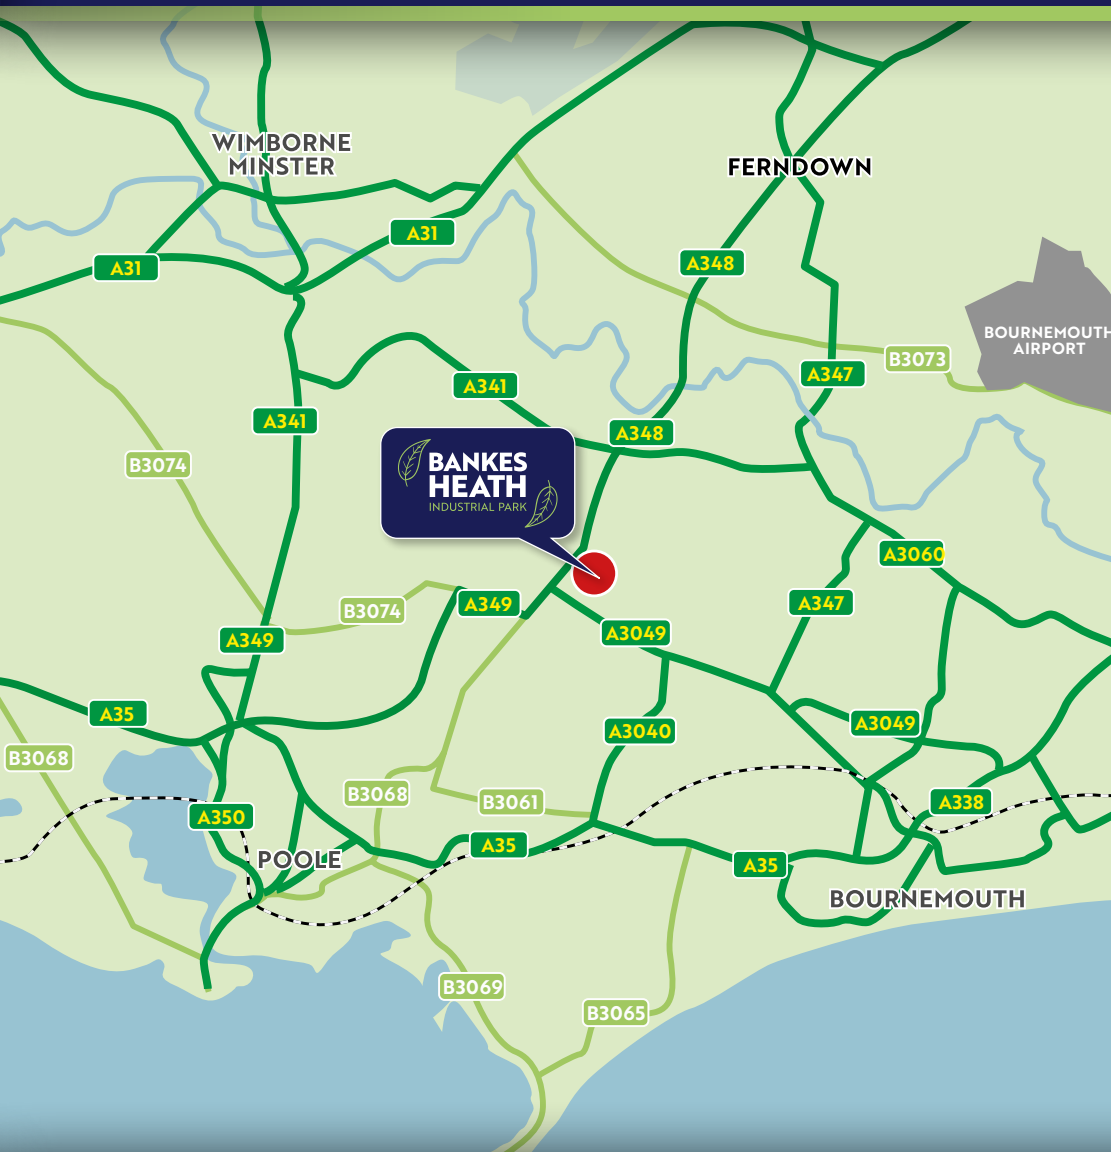 WIMBORNE
MINSTER
FERNDOWN
A31
A31
A348
BOURNEMOUTH
AIRPORT
B3073
A347
A341
A341
A348
B3074
BANKES
HEATH
INDUSTRIAL PARK
A3060
B3074
A349
A347
A349
A3049
A35
A3049
A3040
B3068
B3068
B3061
A338
A350
A35
POOLE
A35
BOURNEMOUTH
B3069
B3065